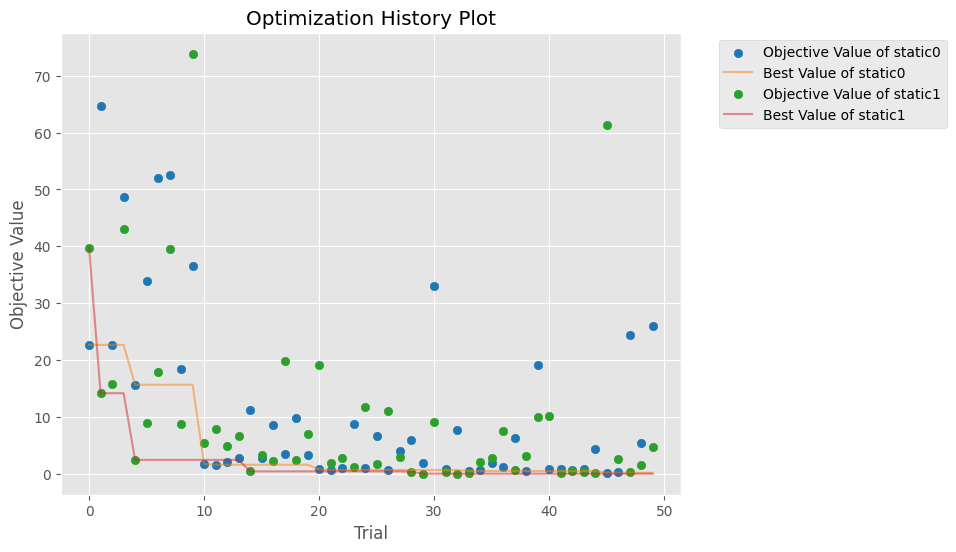 Optimization History Plot
Objective Value of static0
Best Value of static0
Objective Value of static1
Best Value of static1
Objective Value
70
60
50
40
30
20
10
0
0 10 20 30 40 50
Trial